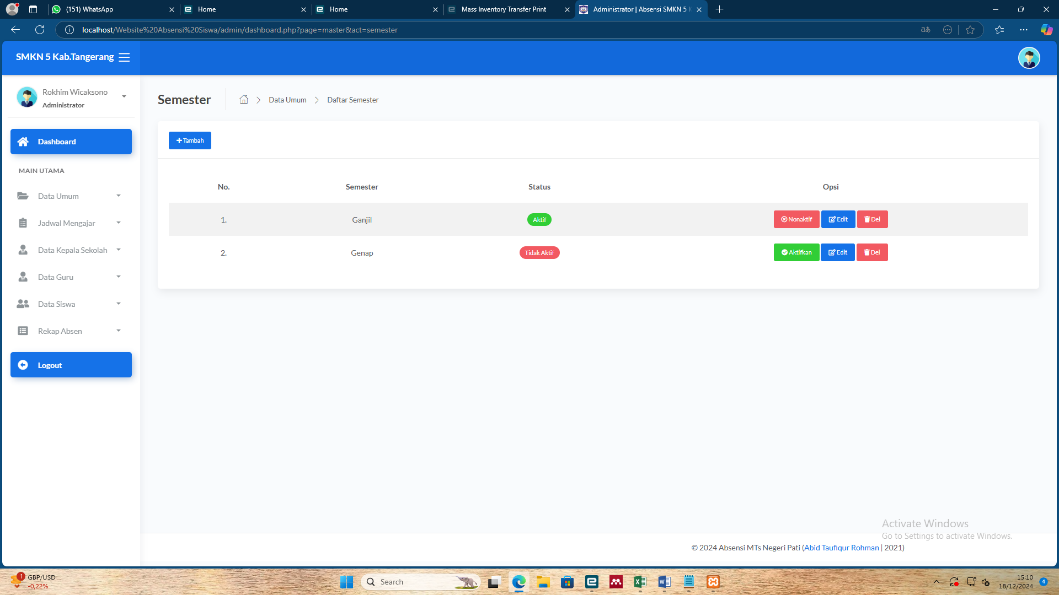 (151) WhatsApp
Home
Home
Mass Inventory Transfer Print
Administrator | Absensi SMKN 5
localhost/Website%20Absensi%20Siswa/admin/dashboard.php?page=master&act=semester
SMKN 5 Kab.Tangerang
Rokhim Wicaksono
Administrator
Dashboard
MAIN UTAMA
Data Umum
Jadwal Mengajar
Data Kepala Sekolah
Data Guru
Data Siswa
Rekap Absen
Logout
Semester
Data Umum
Daftar Semester
+Tambah
No. Semester Status Opsi
1. Ganjil Aktif Nonaktif Edit Del
2. Genap Tidak Aktif Aktifkan Edit Del
Activate Windows
Go to Settings to activate Windows.
© 2024 Absensi MTs Negeri Pati (Abid Taufiqur Rohman | 2021)
1
GBP/USD
-0,22%
Search
15:10
18/12/2024
4